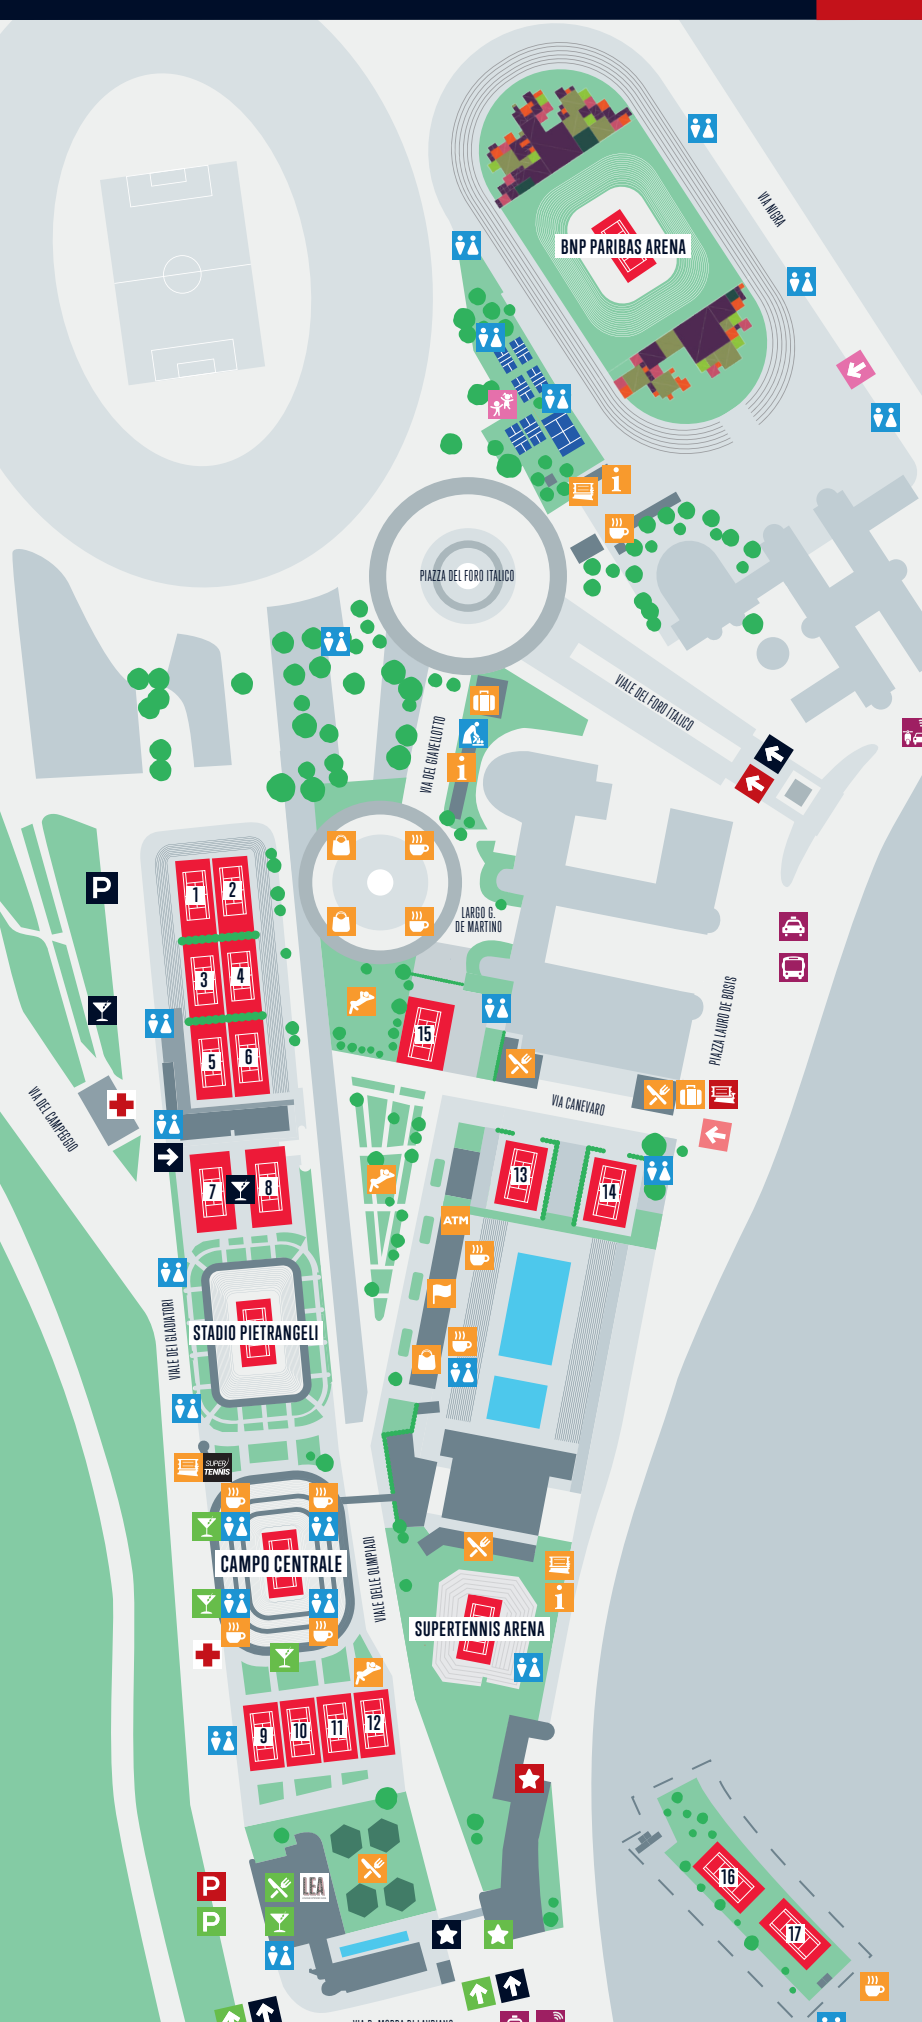 VIA NIGRA
BNP PARIBAS ARENA
i
PIAZZA DEL FORO ITALICO
VIALE DEL FORO ITALICO
VIA DEL GIAVELLOTTO
i
P
1
2
LARGO G.
DE MARTINO
3
4
PIAZZA LAURO DE BOSIS
15
5
6
VIA DEL CAMPEGGIO
VIA CANEVARO
13
14
7
8
ATM
STADIO PIETRANGELI
VIALE DEI GLADIATORI
SUPER/
TENNIS
CAMPO CENTRALE
VIALE DELLE OLIMPIADI
i
SUPERTENNIS ARENA
9
10
11
12
16
P
LEA
P
17